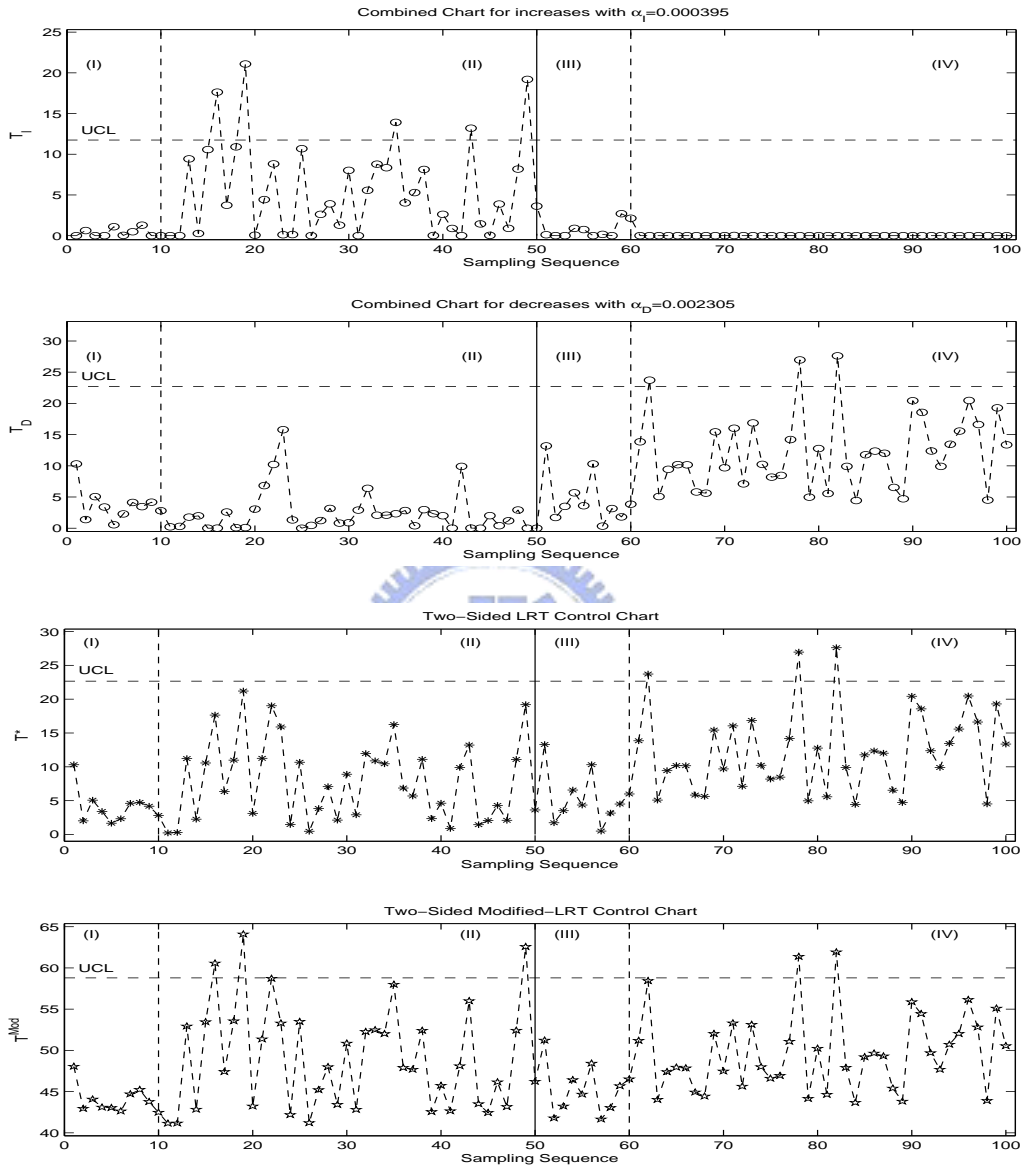 Combined Chart for increases with α_I=0.000395
25
20
15
10
5
0
T_I
UCL
(I)
(II)
(III)
(IV)
0 10 20 30 40 50 60 70 80 90 100
Sampling Sequence
Combined Chart for decreases with α_D=0.002305
30
25
20
15
10
5
0
T_D
UCL
(I)
(II)
(III)
(IV)
0 10 20 30 40 50 60 70 80 90 100
Sampling Sequence
Two-Sided LRT Control Chart
30
25
20
15
10
5
0
T*
UCL
(I)
(II)
(III)
(IV)
0 10 20 30 40 50 60 70 80 90 100
Sampling Sequence
Two-Sided Modified-LRT Control Chart
65
60
55
50
45
40
T^Mod
UCL
(I)
(II)
(III)
(IV)
0 10 20 30 40 50 60 70 80 90 100
Sampling Sequence